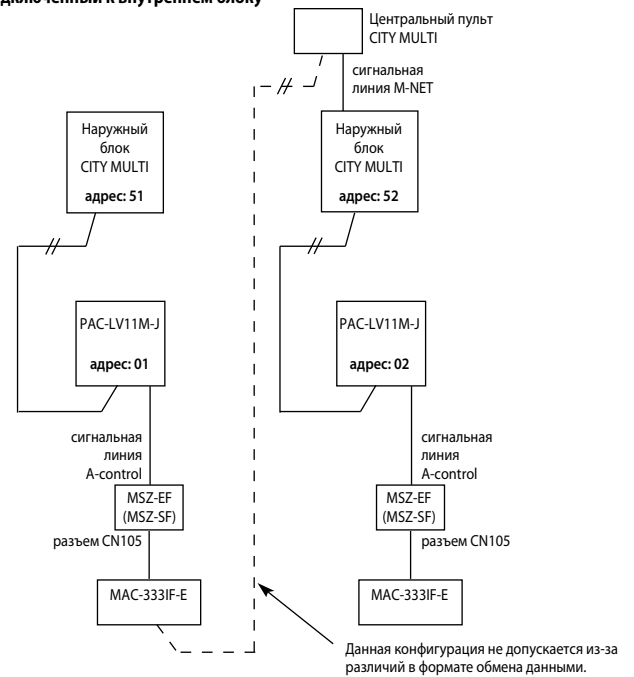 дключенный к внутреннем блоку
Центральный пульт
CITY MULTI
сигнальная
линия M-NET
Наружный
блок
CITY MULTI
адрес: 51
Наружный
блок
CITY MULTI
адрес: 52
PAC-LV11M-J
адрес: 01
PAC-LV11M-J
адрес: 02
сигнальная
линия
A-control
сигнальная
линия
A-control
MSZ-EF
(MSZ-SF)
MSZ-EF
(MSZ-SF)
разъем CN105
разъем CN105
MAC-333IF-E
MAC-333IF-E
Данная конфигурация не допускается из-за
различий в формате обмена данными.